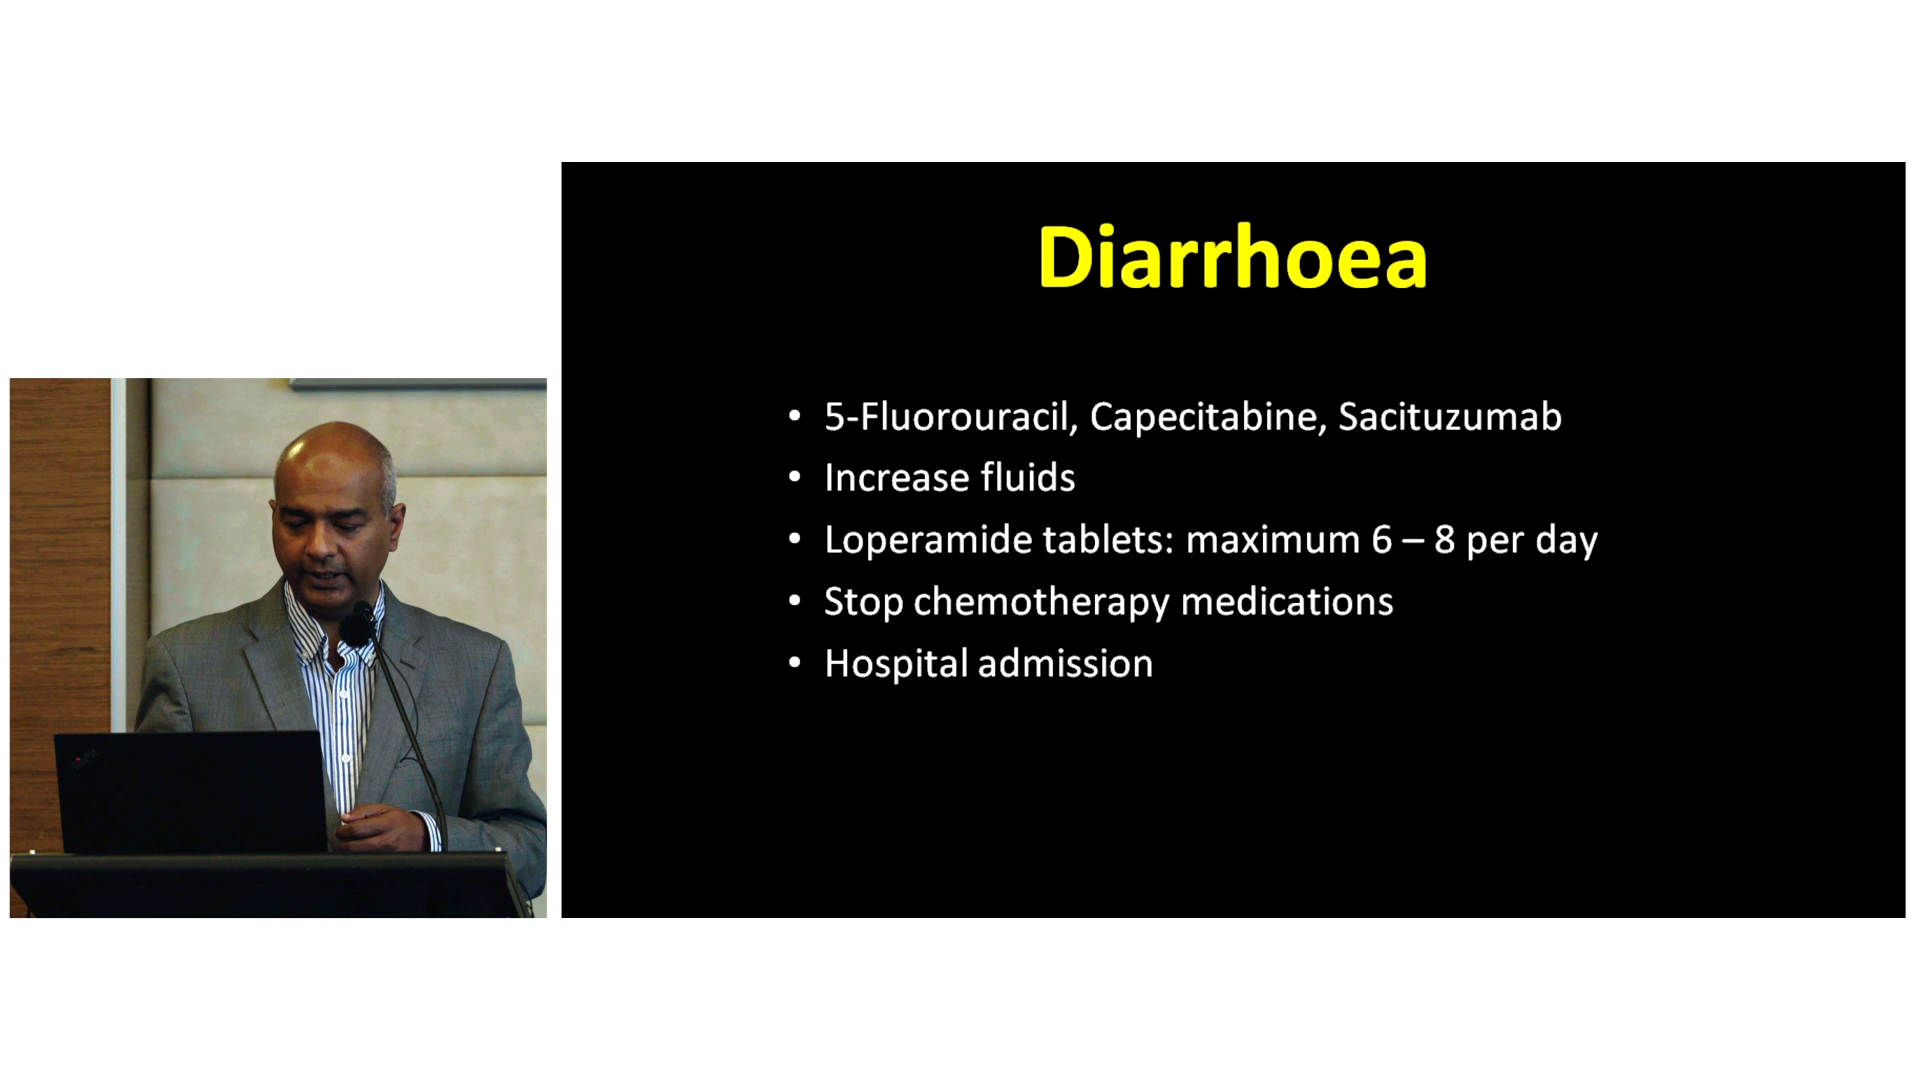 Diarrhoea
• 5-Fluorouracil, Capecitabine, Sacituzumab
• Increase fluids
• Loperamide tablets: maximum 6 – 8 per day
• Stop chemotherapy medications
• Hospital admission